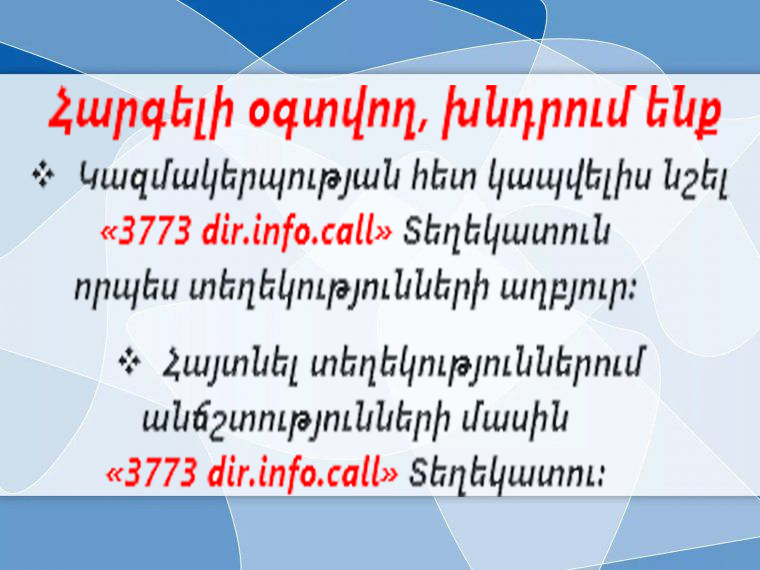 Հարգելի օգտվող, խնդրում ենք
❖ Կազմակերպության հետ կապվելիս նշել
«3773 dir.info.call» Տեղեկատուն
որպես տեղեկությունների աղբյուր:
❖ Հայտնել տեղեկություններում
անճշտությունների մասին
«3773 dir.info.call» Տեղեկատու: